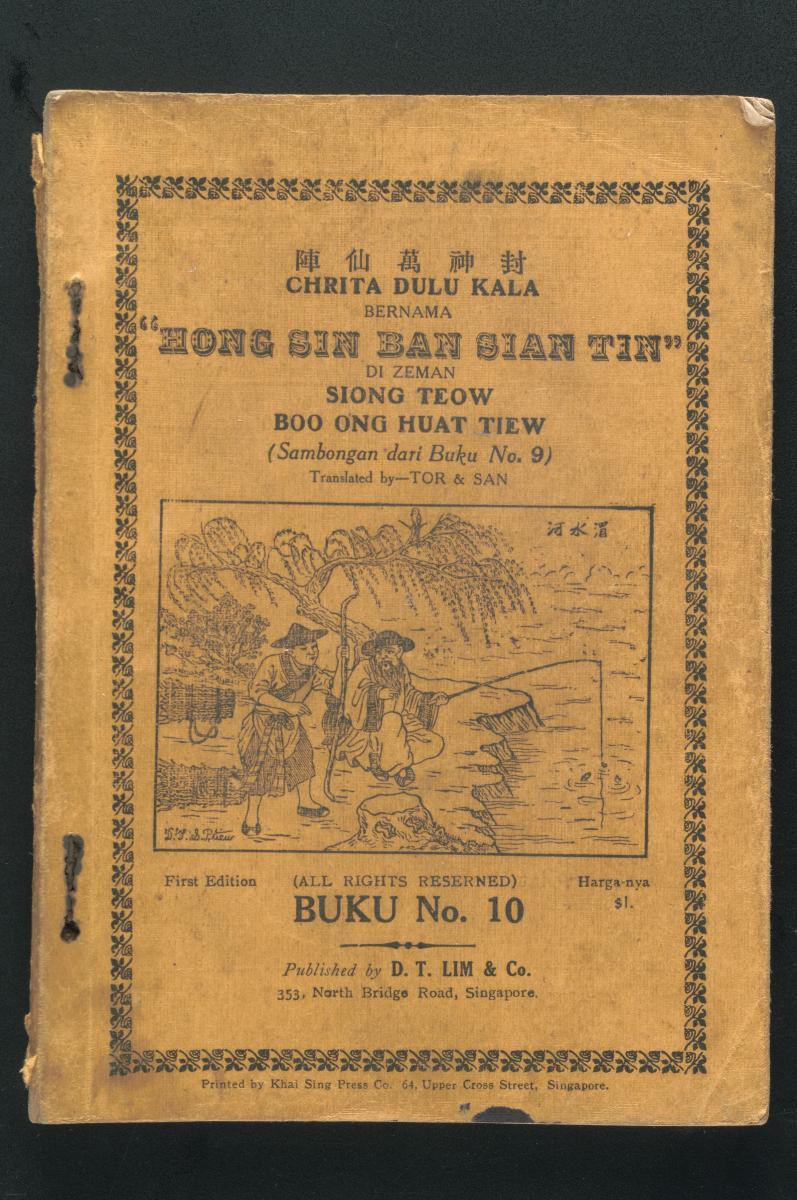 封神萬仙陣
CHRITA DULU KALA
BERNAMA
"HONG SIN BAN SIAN TIN"
DI ZEMAN
SIONG TEOW
BOO ONG HUAT TIEW
(Sambongan dari Buku No. 9)
Translated by—TOR & SAN
渭水河
First Edition (ALL RIGHTS RESERNED) Harga-nya
$1.
BUKU No. 10
Published by D. T. LIM & Co.
353, North Bridge Road, Singapore.
Printed by Khai Sing Press Co. 64, Upper Cross Street, Singapore.